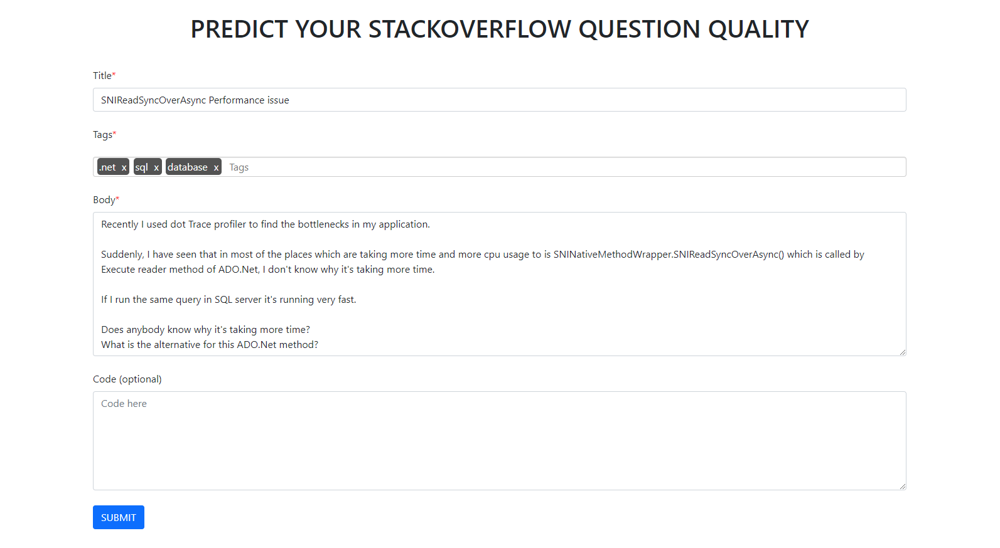 PREDICT YOUR STACKOVERFLOW QUESTION QUALITY
Title*
SNIReadSyncOverAsync Performance issue
Tags*
.net x sql x database x Tags
Body*
Recently I used dot Trace profiler to find the bottlenecks in my application.
Suddenly, I have seen that in most of the places which are taking more time and more cpu usage to is SNINativeMethodWrapper.SNIReadSyncOverAsync() which is called by
Execute reader method of ADO.Net, I don't know why it's taking more time.
If I run the same query in SQL server it's running very fast.
Does anybody know why it's taking more time?
What is the alternative for this ADO.Net method?
Code (optional)
Code here
SUBMIT